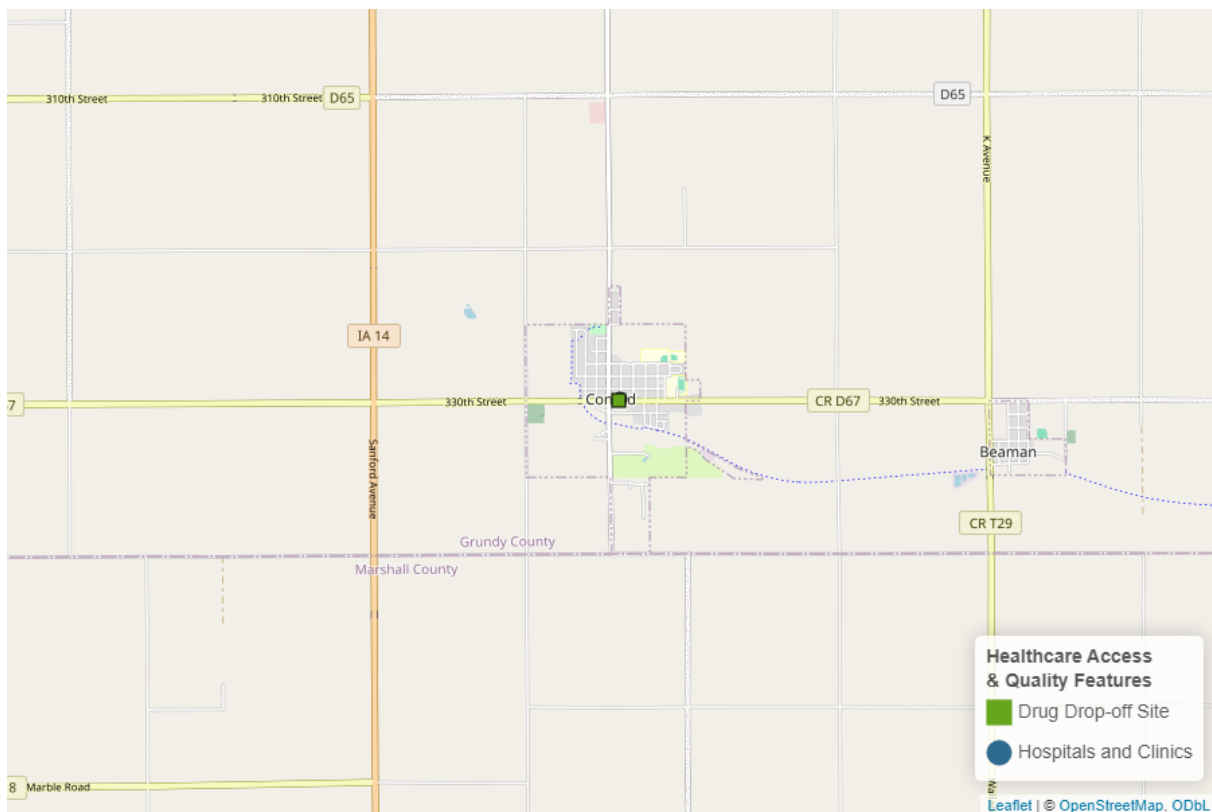 310th Street
310th Street
D65
D65
K Avenue
IA 14
330th Street
CR D67
330th Street
Sanford Avenue
Beaman
CR T29
Grundy County
Marshall County
Marble Road
8
7
Healthcare Access
& Quality Features
Drug Drop-off Site
Hospitals and Clinics
Leaflet | © OpenStreetMap, ODbL